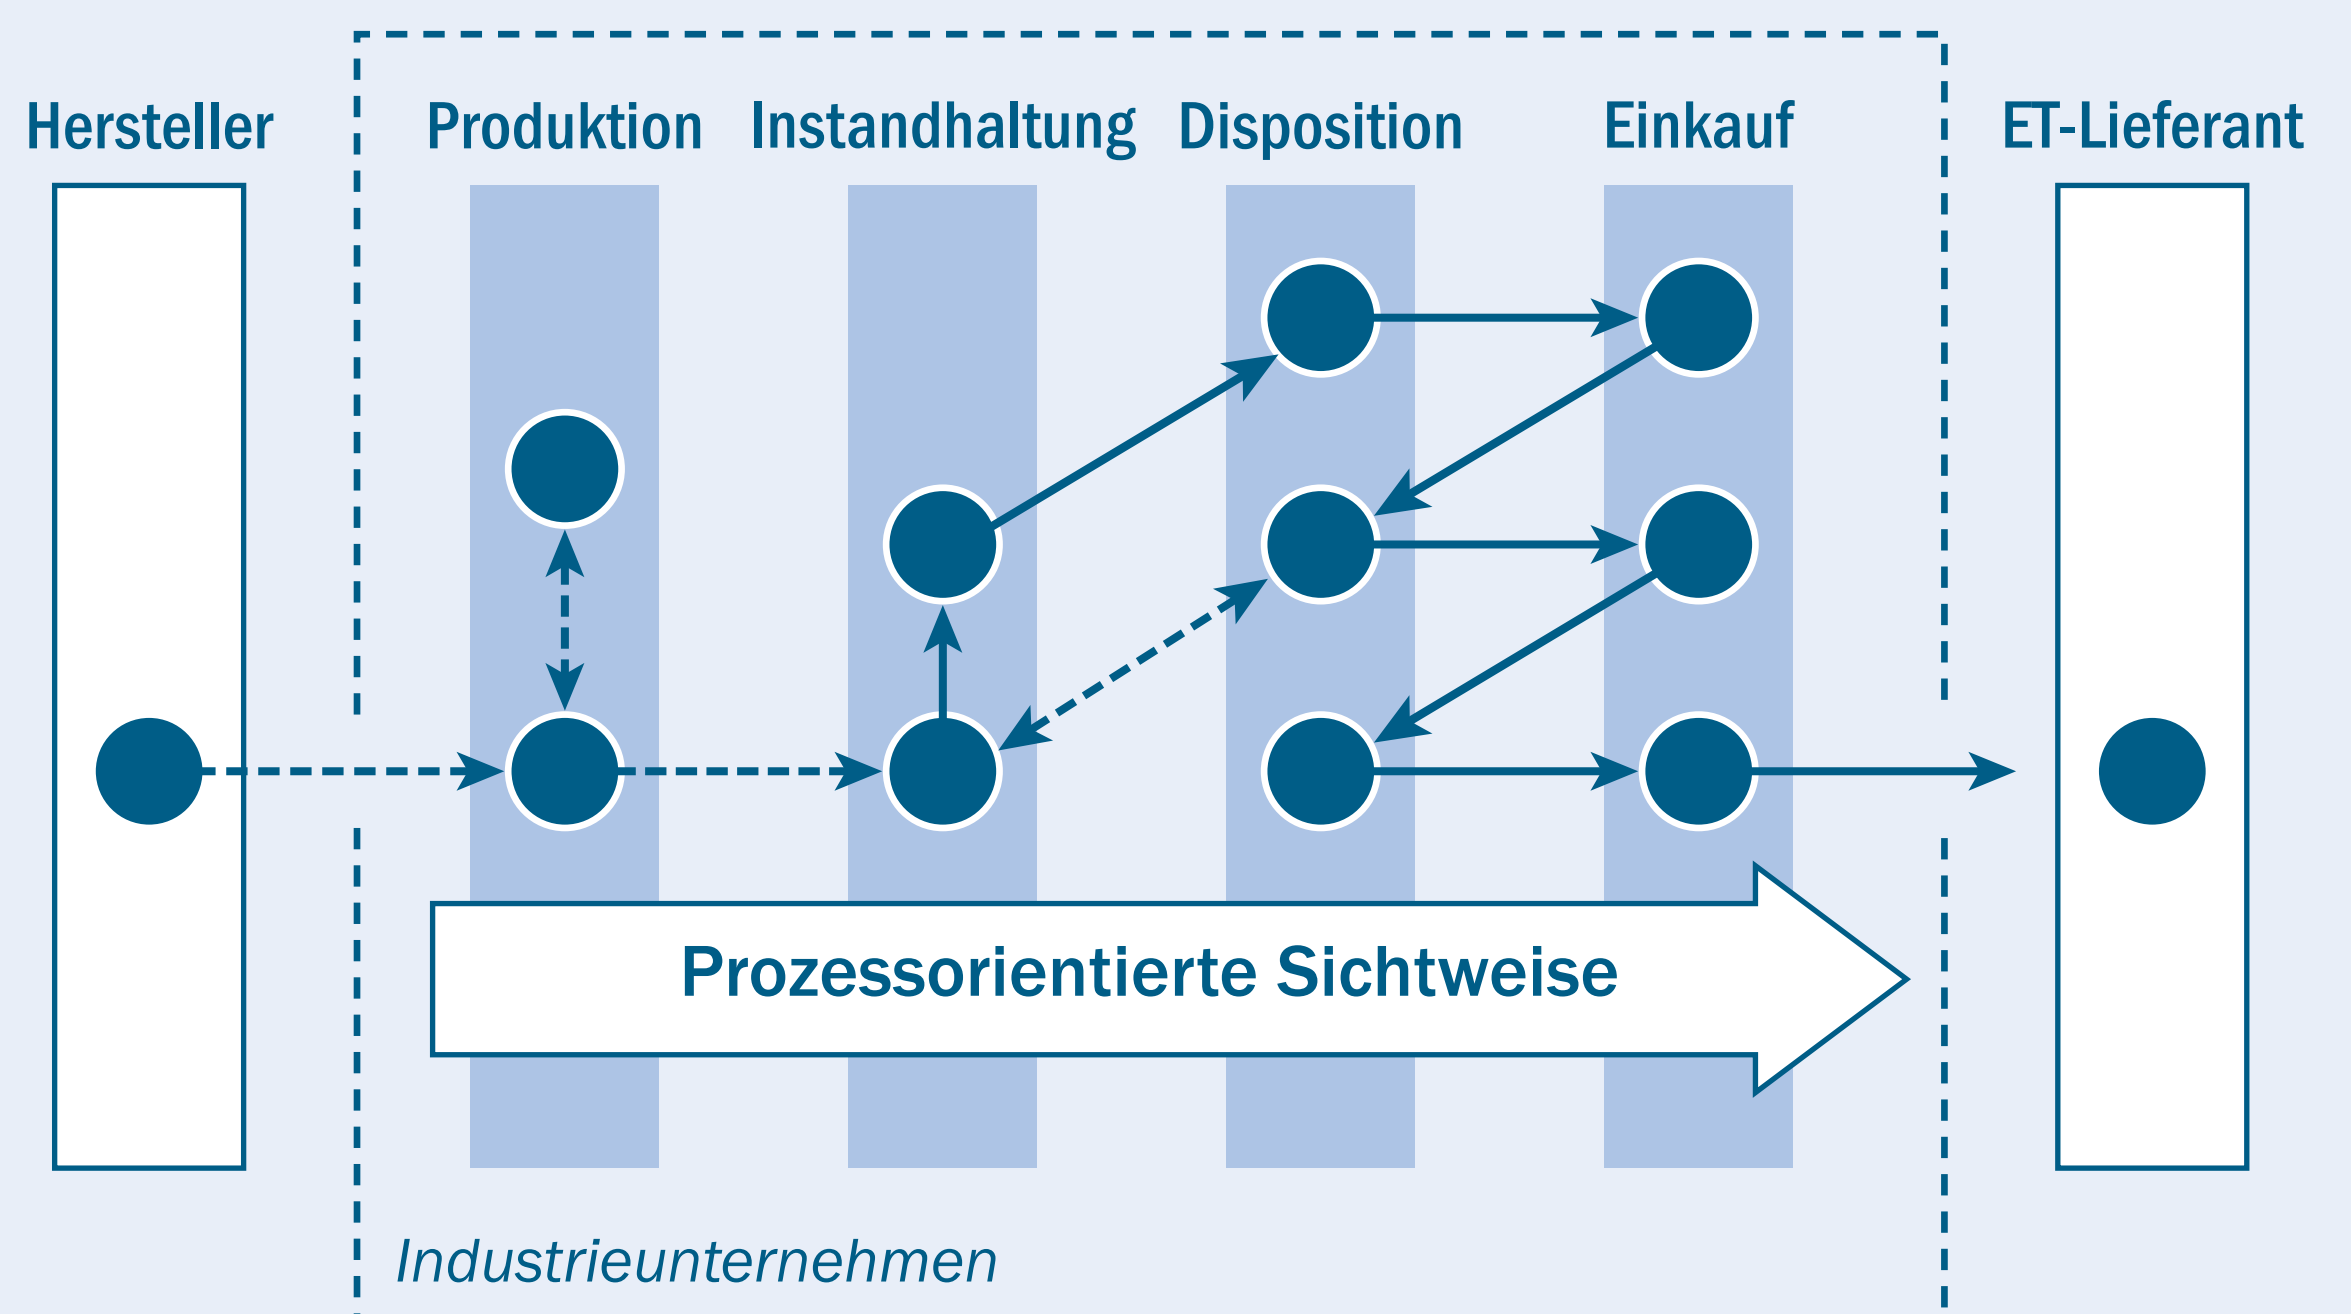 Hersteller
Produktion
Instandhaltung
Disposition
Einkauf
ET-Lieferant
Prozessorientierte Sichtweise
Industrieunternehmen